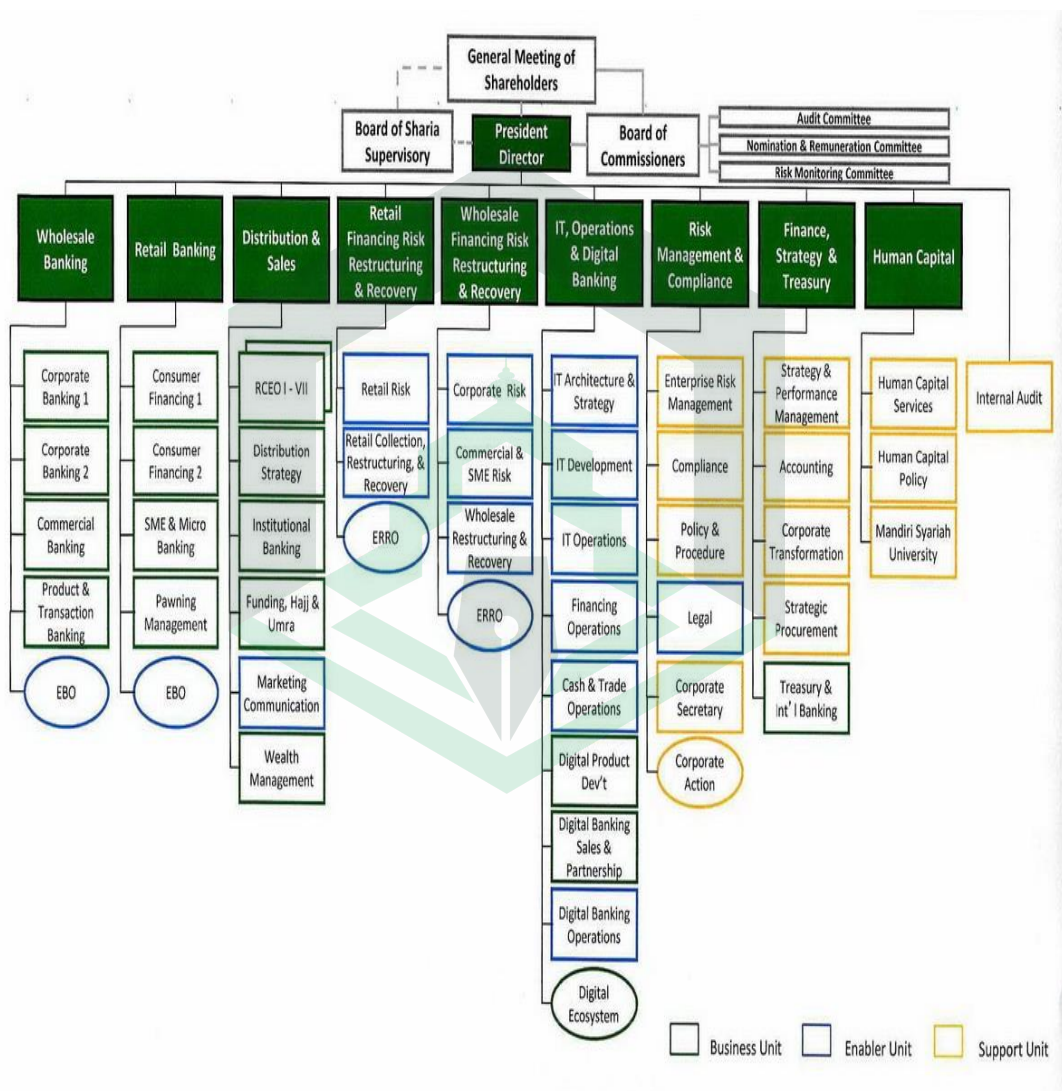 General Meeting of
Shareholders
Board of Sharia
Supervisory
President
Director
Board of
Commissioners
Audit Committee
Nomination & Remuneration Committee
Risk Monitoring Committee
Wholesale
Banking
Retail Banking
Distribution &
Sales
Retail
Financing Risk
Restructuring
& Recovery
Wholesale
Financing Risk
Restructuring
& Recovery
IT, Operations
& Digital
Banking
Risk
Management &
Compliance
Finance,
Strategy &
Treasury
Human Capital
Corporate
Banking 1
Corporate
Banking 2
Commercial
Banking
Product &
Transaction
Banking
EBO
Consumer
Financing 1
Consumer
Financing 2
SME & Micro
Banking
Pawning
Management
EBO
RCEO I - VII
Distribution
Strategy
Institutional
Banking
Funding, Hajj &
Umra
Marketing
Communication
Wealth
Management
Retail Risk
Retail Collection,
Restructuring, &
Recovery
ERRO
Corporate Risk
Commercial &
SME Risk
Wholesale
Restructuring &
Recovery
ERRO
IT Architecture &
Strategy
IT Development
IT Operations
Financing
Operations
Cash & Trade
Operations
Digital Product
Dev't
Digital Banking
Sales &
Partnership
Digital Banking
Operations
Digital
Ecosystem
Enterprise Risk
Management
Compliance
Policy &
Procedure
Legal
Corporate
Secretary
Corporate
Action
Strategy &
Performance
Management
Accounting
Corporate
Transformation
Strategic
Procurement
Treasury &
Int' l Banking
Human Capital
Services
Human Capital
Policy
Mandiri Syariah
University
Internal Audit
Business Unit
Enabler Unit
Support Unit